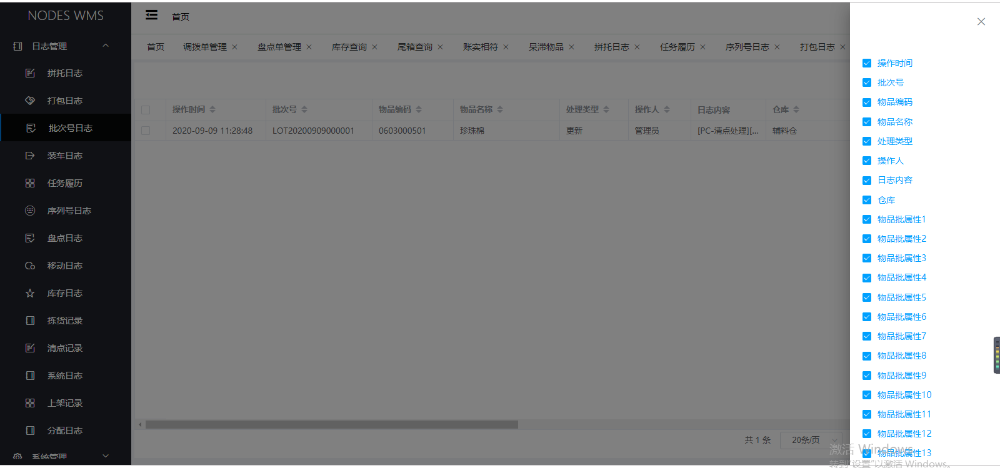 NODES WMS
日志管理
拼托日志
打包日志
批次号日志
装车日志
任务履历
序列号日志
盘点日志
移动日志
库存日志
拣货记录
清点记录
系统日志
上架记录
分配日志
系统管理
首页
首页 调拨单管理 盘点单管理 库存查询 尾箱查询 账实相符 呆滞物品 拼托日志 任务履历 序列号日志 打包日志
操作时间 批次号 物品编码 物品名称 处理类型 操作人 日志内容 仓库
2020-09-09 11:28:48 LOT20200909000001 0603000501 珍珠棉 更新 管理员 [PC-清点处理][... 辅料仓
共 1 条 20条/页
操作时间
批次号
物品编码
物品名称
处理类型
操作人
日志内容
仓库
物品批属性1
物品批属性2
物品批属性3
物品批属性4
物品批属性5
物品批属性6
物品批属性7
物品批属性8
物品批属性9
物品批属性10
物品批属性11
物品批属性12
物品批属性13
激活 Windows
转到"设置"以激活 Windows。